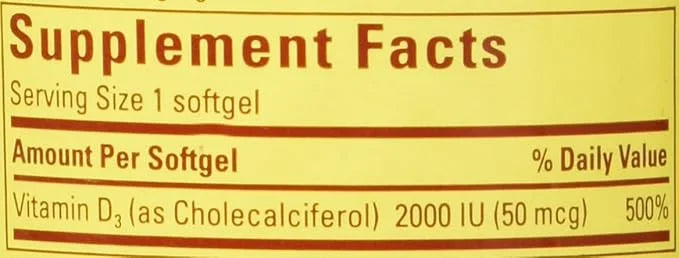 Supplement Facts
Serving Size 1 softgel
Amount Per Softgel % Daily Value
Vitamin D₃ (as Cholecalciferol) 2000 IU (50 mcg) 500%